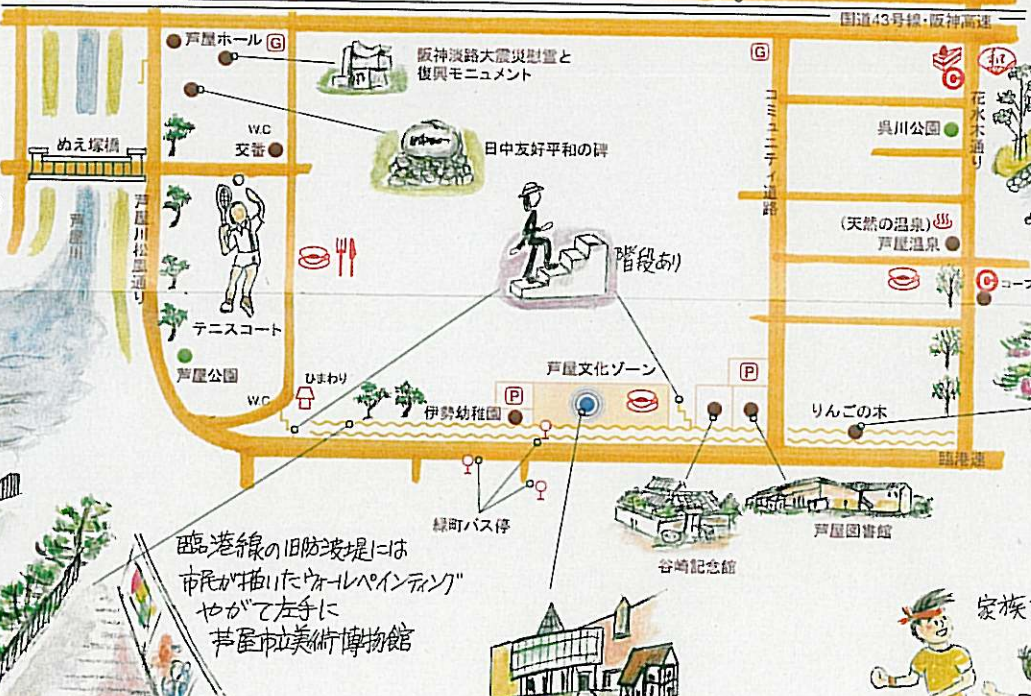 国道43号線・阪神高速
芦屋ホール
G
阪神淡路大震災慰霊と
復興モニュメント
G
コミュニティ道路
花水木通り
呉川公園
ぬえ塚橋
W.C
交番
日中友好平和の碑
芦屋川
芦屋川松風通り
階段あり
(天然の温泉)
芦屋温泉
C
コープ
テニスコート
芦屋公園
W.C
ひまわり
芦屋文化ゾーン
P
P
伊勢幼稚園
りんごの木
臨港
緑町バス停
谷崎記念館
芦屋図書館
臨港線の旧防波堤には
市民が描いたウォールペインティング
やがて左手に
芦屋市立美術博物館
家族